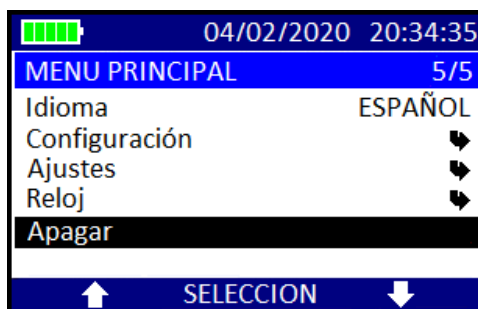 04/02/2020 20:34:35
MENU PRINCIPAL 5/5
Idioma ESPAÑOL
Configuración
Ajustes
Reloj
Apagar
SELECCION